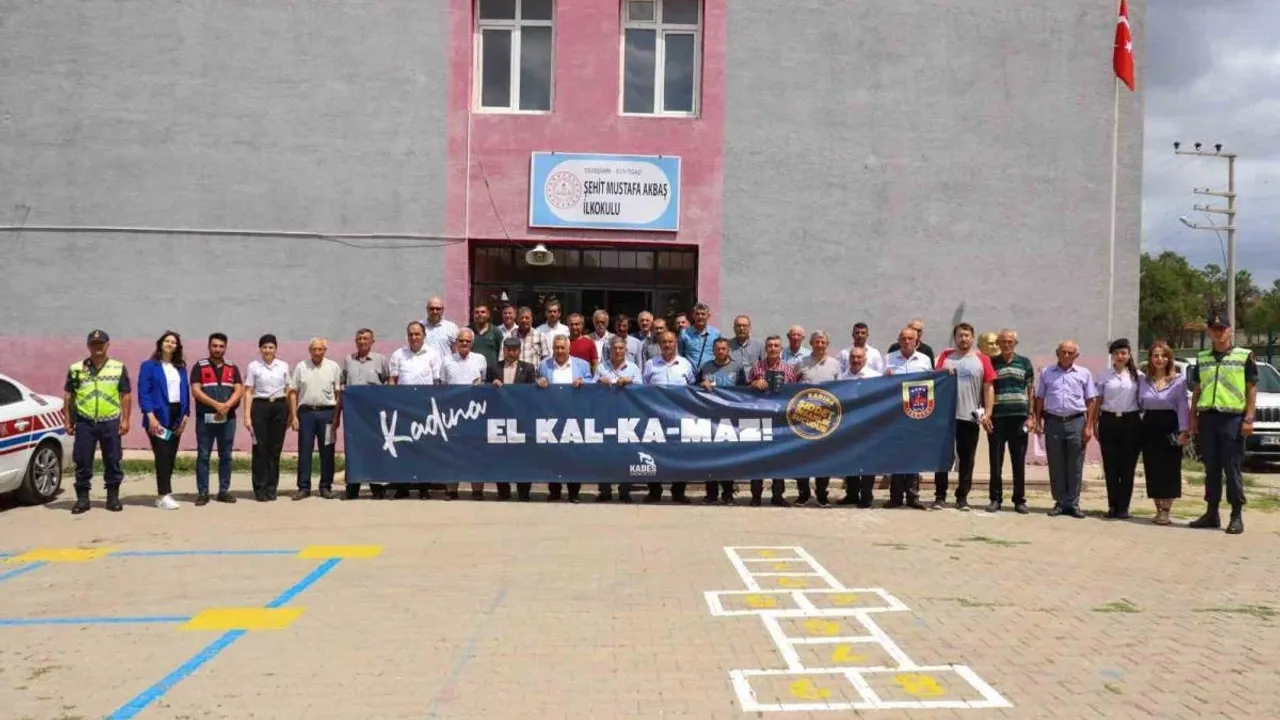 ŞEHİT MUSTAFA AKBAŞ
İLKOKULU
Kadına
EL KAL-KA-MAZ!
KADES